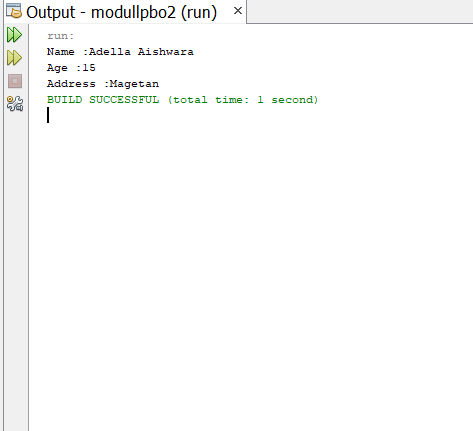 Output - modullpbo2 (run) ×
run:
Name :Adella Aishwara
Age :15
Address :Magetan
BUILD SUCCESSFUL (total time: 1 second)